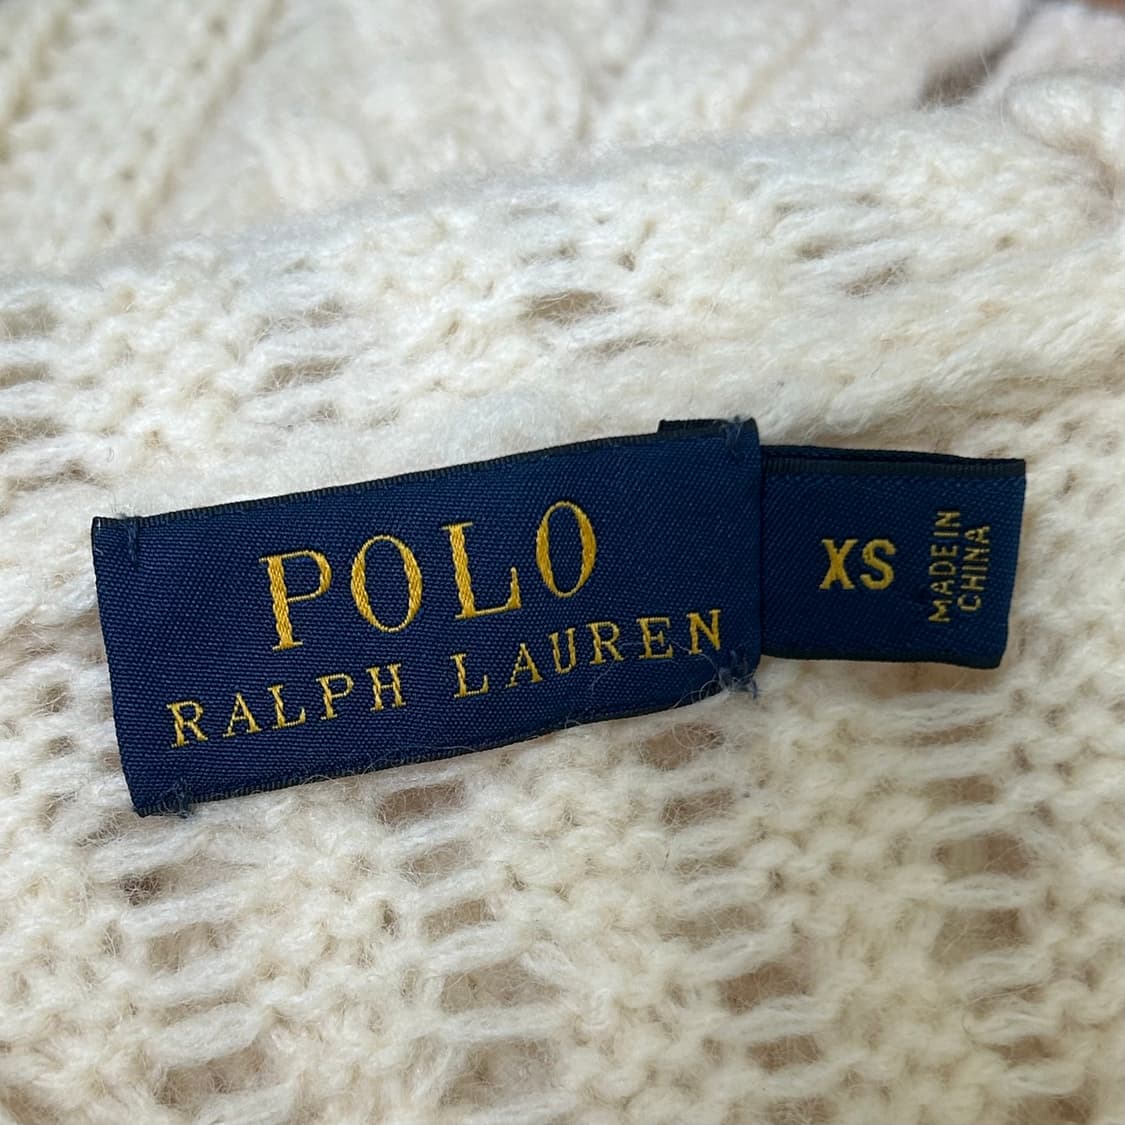 POLO
RALPH LAUREN
XS
MADE IN
CHINA